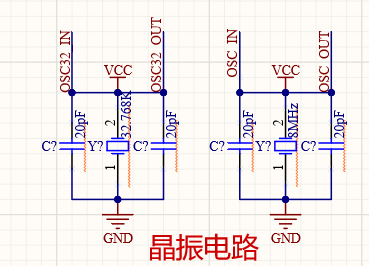 OSC32_IN
OSC32_OUT
OSC_IN
OSC_OUT
VCC
VCC
20pF
32.768K
20pF
20pF
8MHz
20pF
2
2
C?
Y?
C?
C?
Y?
C?
1
1
GND
GND
晶振电路